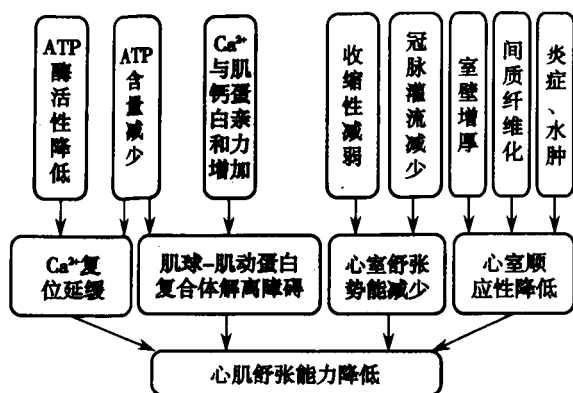 ATP
酶活性降低
ATP
含量减少
Ca²⁺
与肌
钙蛋
白亲
和力
增加
收缩性减弱
冠脉灌流减少
室壁增厚
间质纤维化
炎症、水肿
Ca²⁺复
位延缓
肌球-肌动蛋白
复合体解离障碍
心室舒张
势能减少
心室顺
应性降低
心肌舒张能力降低